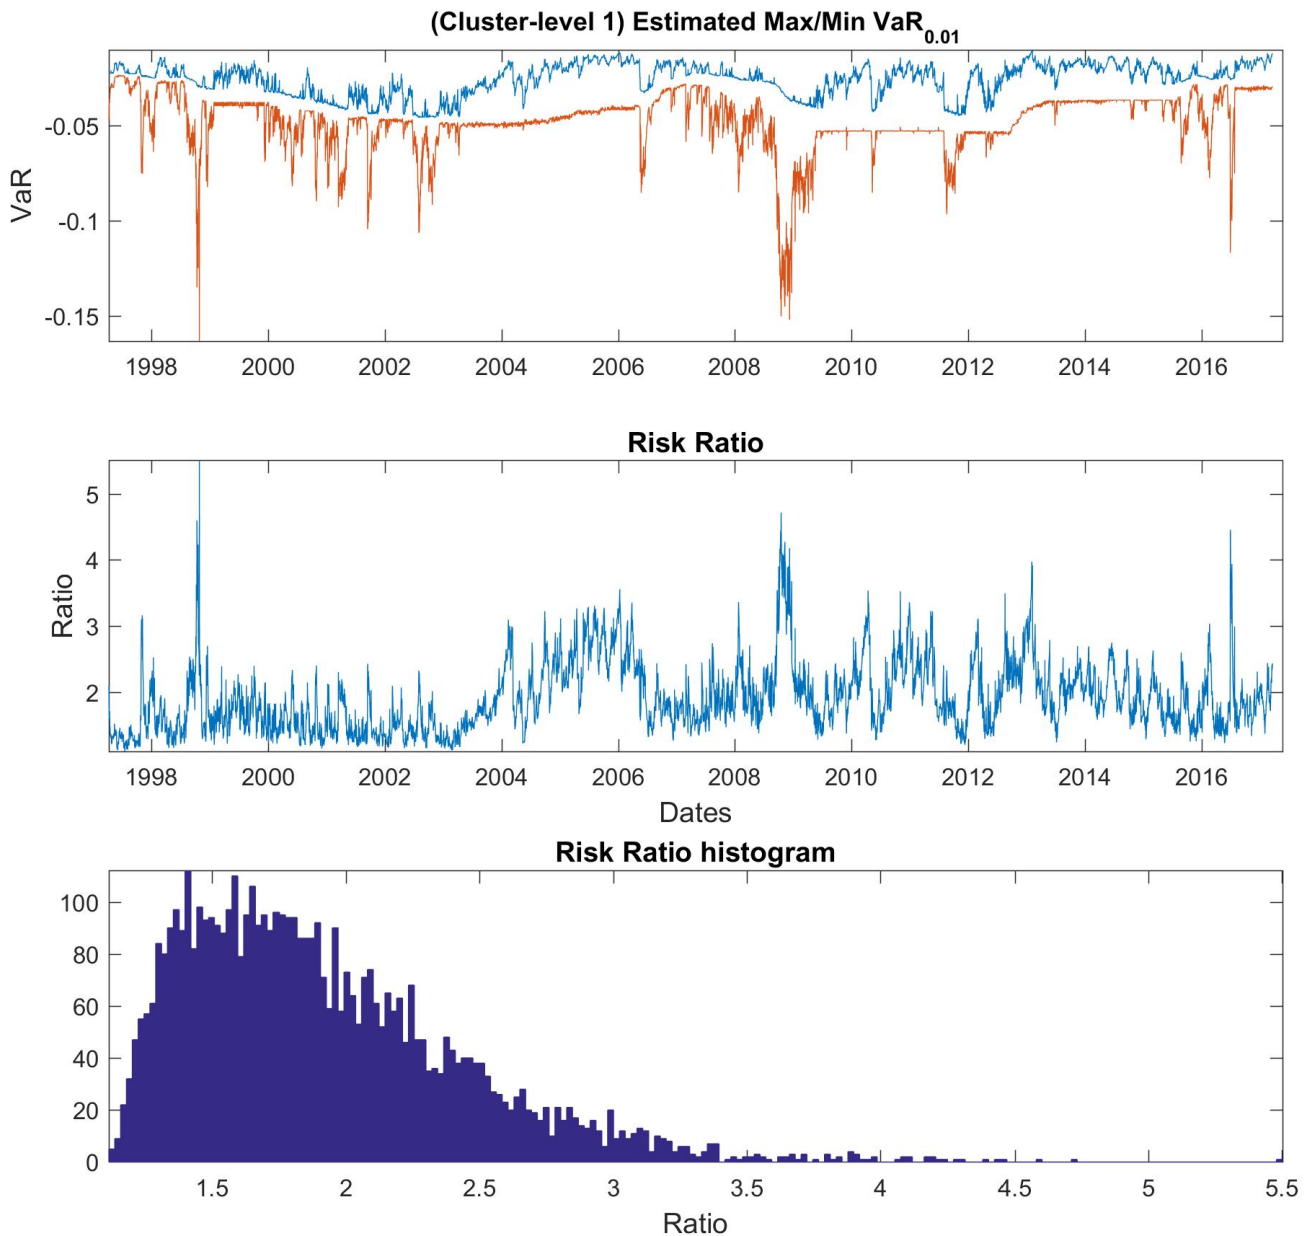 (Cluster-level 1) Estimated Max/Min VaR0.01
VaR
-0.05
-0.1
-0.15
1998 2000 2002 2004 2006 2008 2010 2012 2014 2016
Risk Ratio
Ratio
5
4
3
2
1998 2000 2002 2004 2006 2008 2010 2012 2014 2016
Dates
Risk Ratio histogram
100
80
60
40
20
0
1.5 2 2.5 3 3.5 4 4.5 5 5.5
Ratio